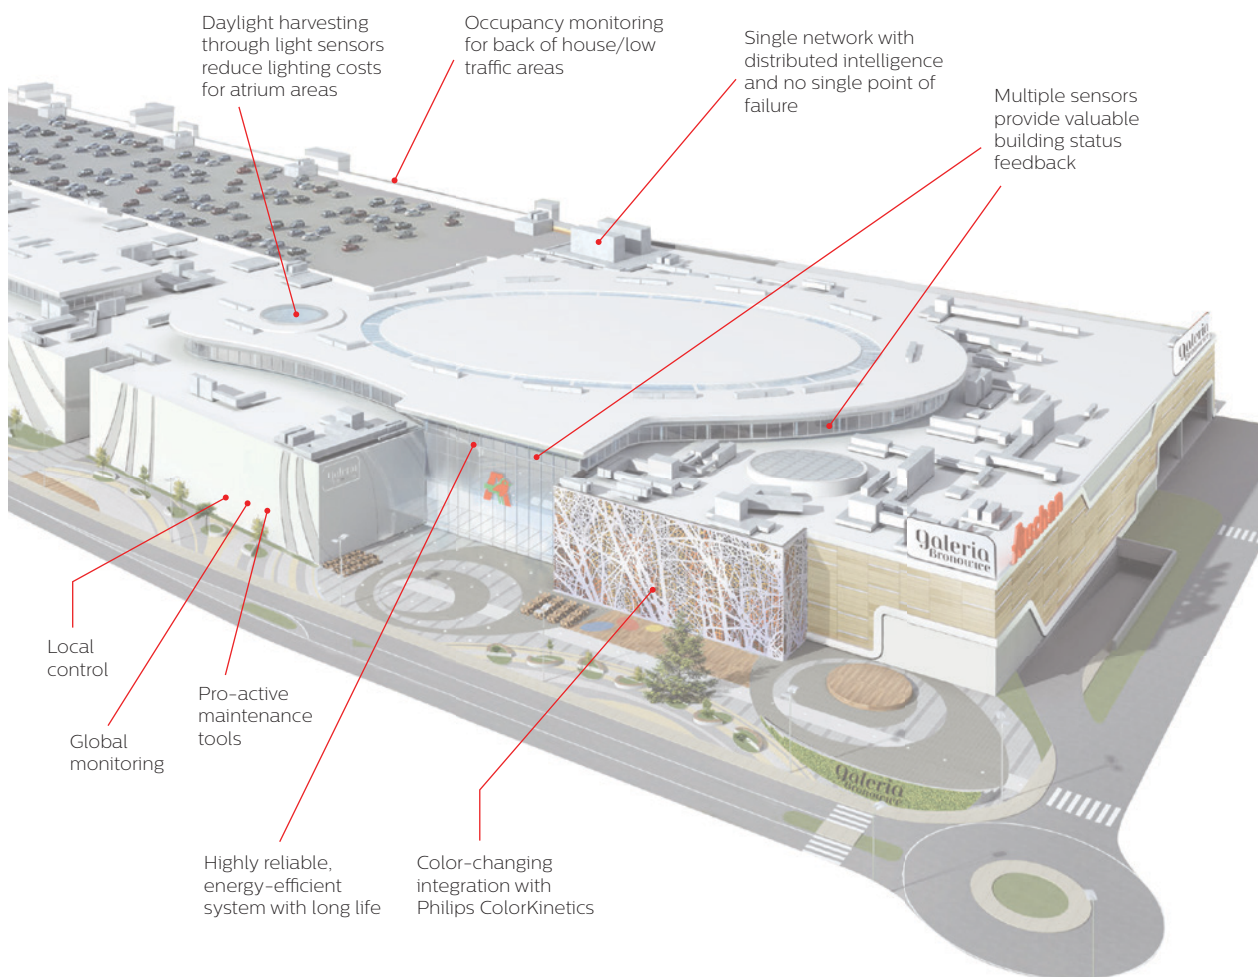 Daylight harvesting
through light sensors
reduce lighting costs
for atrium areas
Occupancy monitoring
for back of house/low
traffic areas
Single network with
distributed intelligence
and no single point of
failure
Multiple sensors
provide valuable
building status
feedback
galeria
galeria
Auchan
galeria
Bronowice
Local
control
Pro-active
maintenance
tools
Global
monitoring
galeria
Bronowice
Highly reliable,
energy-efficient
system with long life
Color-changing
integration with
Philips ColorKinetics